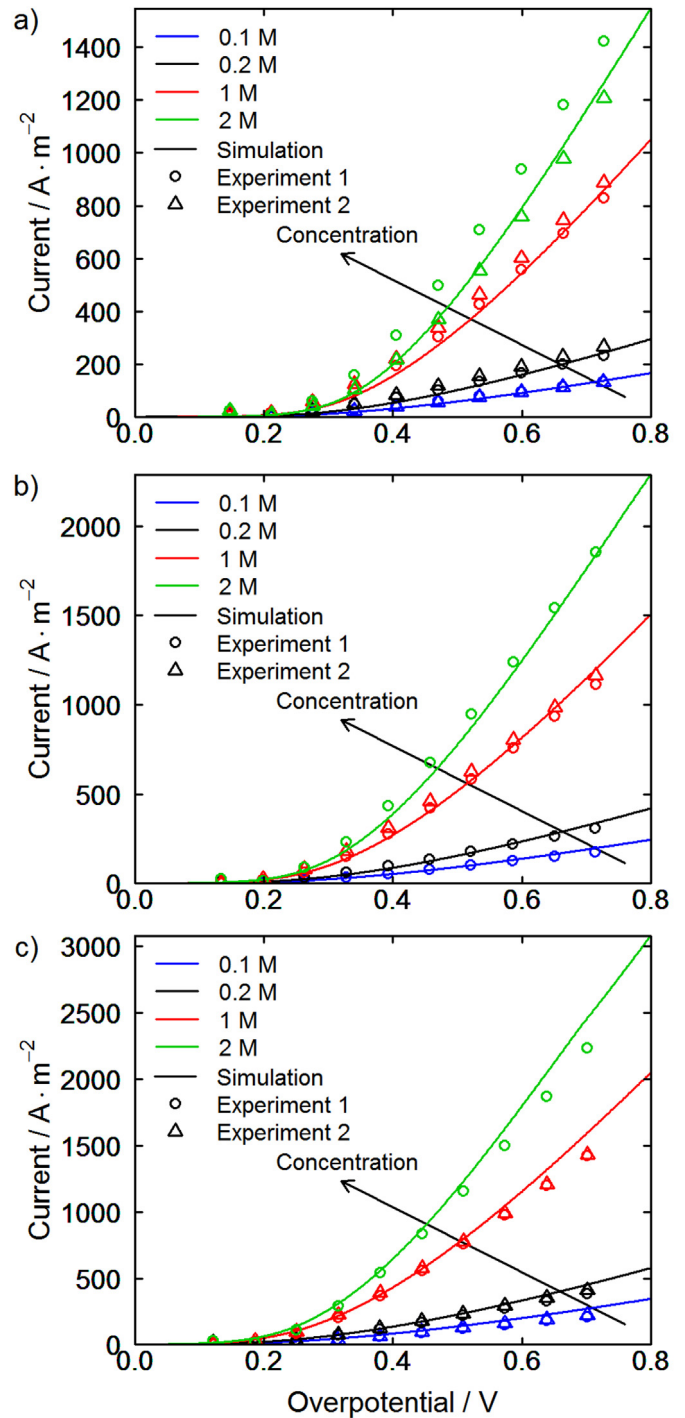 a)
1400
1200
1000
800
600
400
200
0
Current / A · m⁻²
0.1 M
0.2 M
1 M
2 M
Simulation
Experiment 1
Experiment 2
Concentration
0.0 0.2 0.4 0.6 0.8
b)
2000
1500
1000
500
0
Current / A · m⁻²
0.1 M
0.2 M
1 M
2 M
Simulation
Experiment 1
Experiment 2
Concentration
0.0 0.2 0.4 0.6 0.8
c)
3000
2500
2000
1500
1000
500
0
Current / A · m⁻²
0.1 M
0.2 M
1 M
2 M
Simulation
Experiment 1
Experiment 2
Concentration
0.0 0.2 0.4 0.6 0.8
Overpotential / V